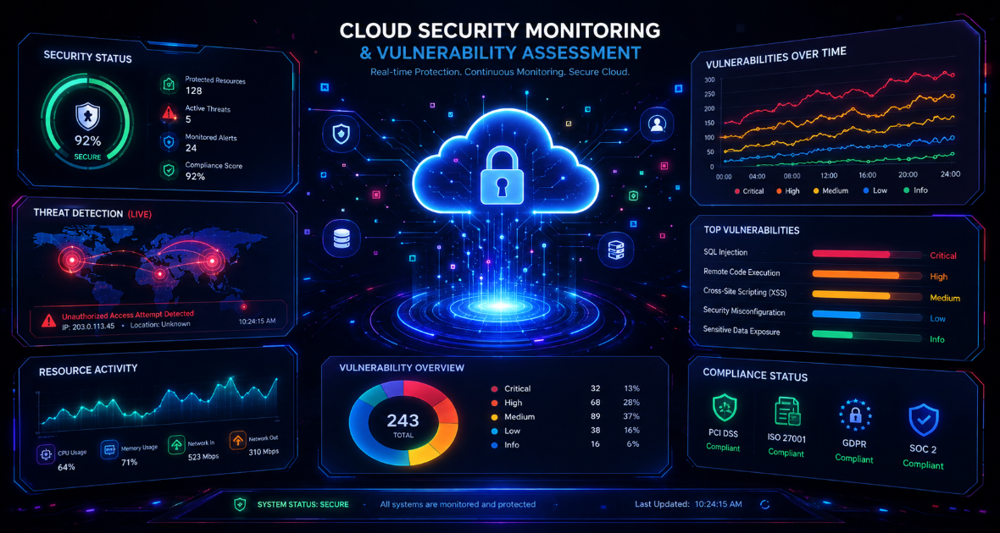 CLOUD SECURITY MONITORING
& VULNERABILITY ASSESSMENT
Real-time Protection. Continuous Monitoring. Secure Cloud.
SECURITY STATUS
92%
SECURE
Protected Resources
128
Active Threats
5
Monitored Alerts
24
Compliance Score
92%
THREAT DETECTION (LIVE)
Unauthorized Access Attempt Detected
IP: 203.0.113.45 • Location: Unknown
10:24:15 AM
RESOURCE ACTIVITY
CPU Usage
64%
Memory Usage
71%
Network In
523 Mbps
Network Out
310 Mbps
VULNERABILITY OVERVIEW
243
TOTAL
Critical 32 13%
High 68 28%
Medium 89 37%
Low 38 16%
Info 16 6%
VULNERABILITIES OVER TIME
300
250
200
150
100
50
0
00:00 04:00 08:00 12:00 16:00 20:00 24:00
Critical High Medium Low Info
TOP VULNERABILITIES
SQL Injection Critical
Remote Code Execution High
Cross-Site Scripting (XSS) Medium
Security Misconfiguration Low
Sensitive Data Exposure Info
COMPLIANCE STATUS
PCI DSS
Compliant
ISO 27001
Compliant
GDPR
Compliant
SOC 2
Compliant
SYSTEM STATUS: SECURE
All systems are monitored and protected
Last Updated: 10:24:15 AM